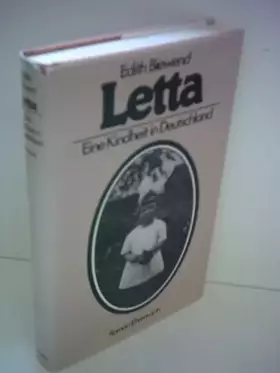 Edith Biewend
Letta
Eine Kindheit in Deutschland